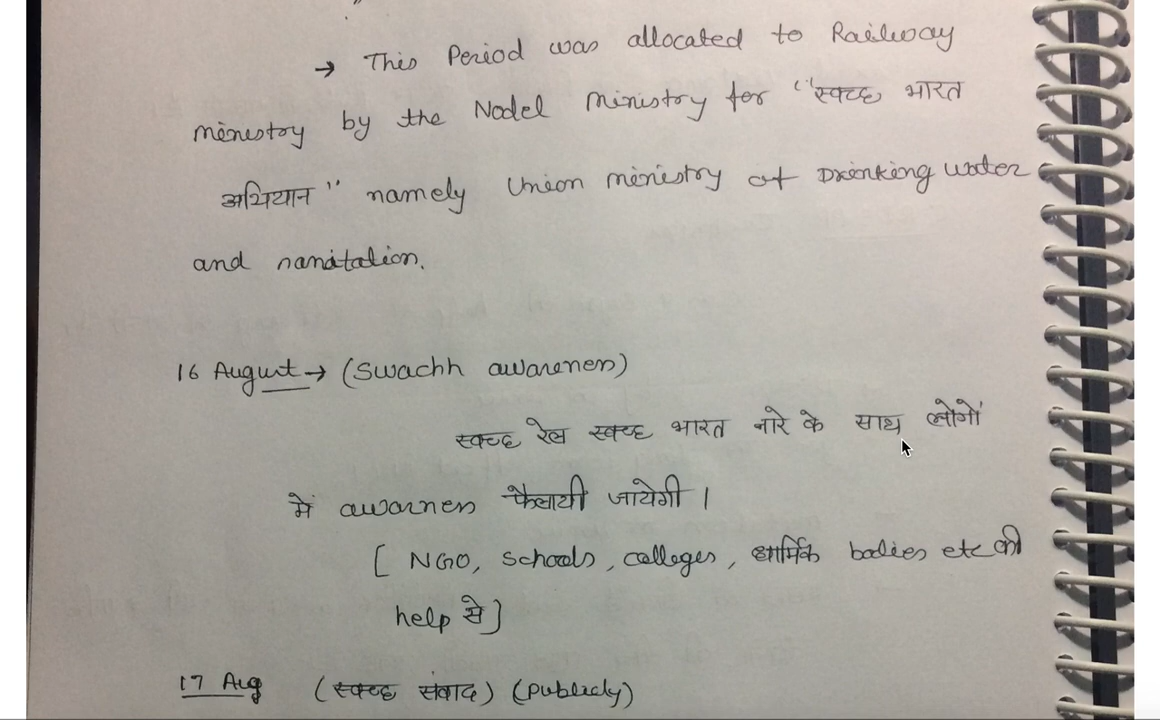 → This Period was allocated to Railway
ministry by the Nodel ministry for "स्वच्छ भारत
अभियान" namely Union ministry of Drinking water
and sanitation.
16 August → (Swachh awareness)
स्वच्छ रेल स्वच्छ भारत नारे के साथ लोगों
में awarness फैलायी जायेगी ।
[ NGO, schools, colleges, धार्मिक bodies etc की
help से ]
17 Aug (स्वच्छ संवाद) (Publicly)